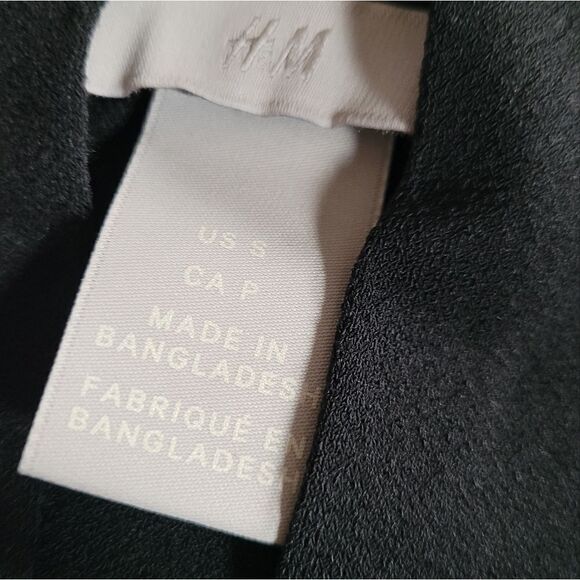 H&M
US S
CA P
MADE IN
BANGLADESH
FABRIQUÉ EN
BANGLADESH